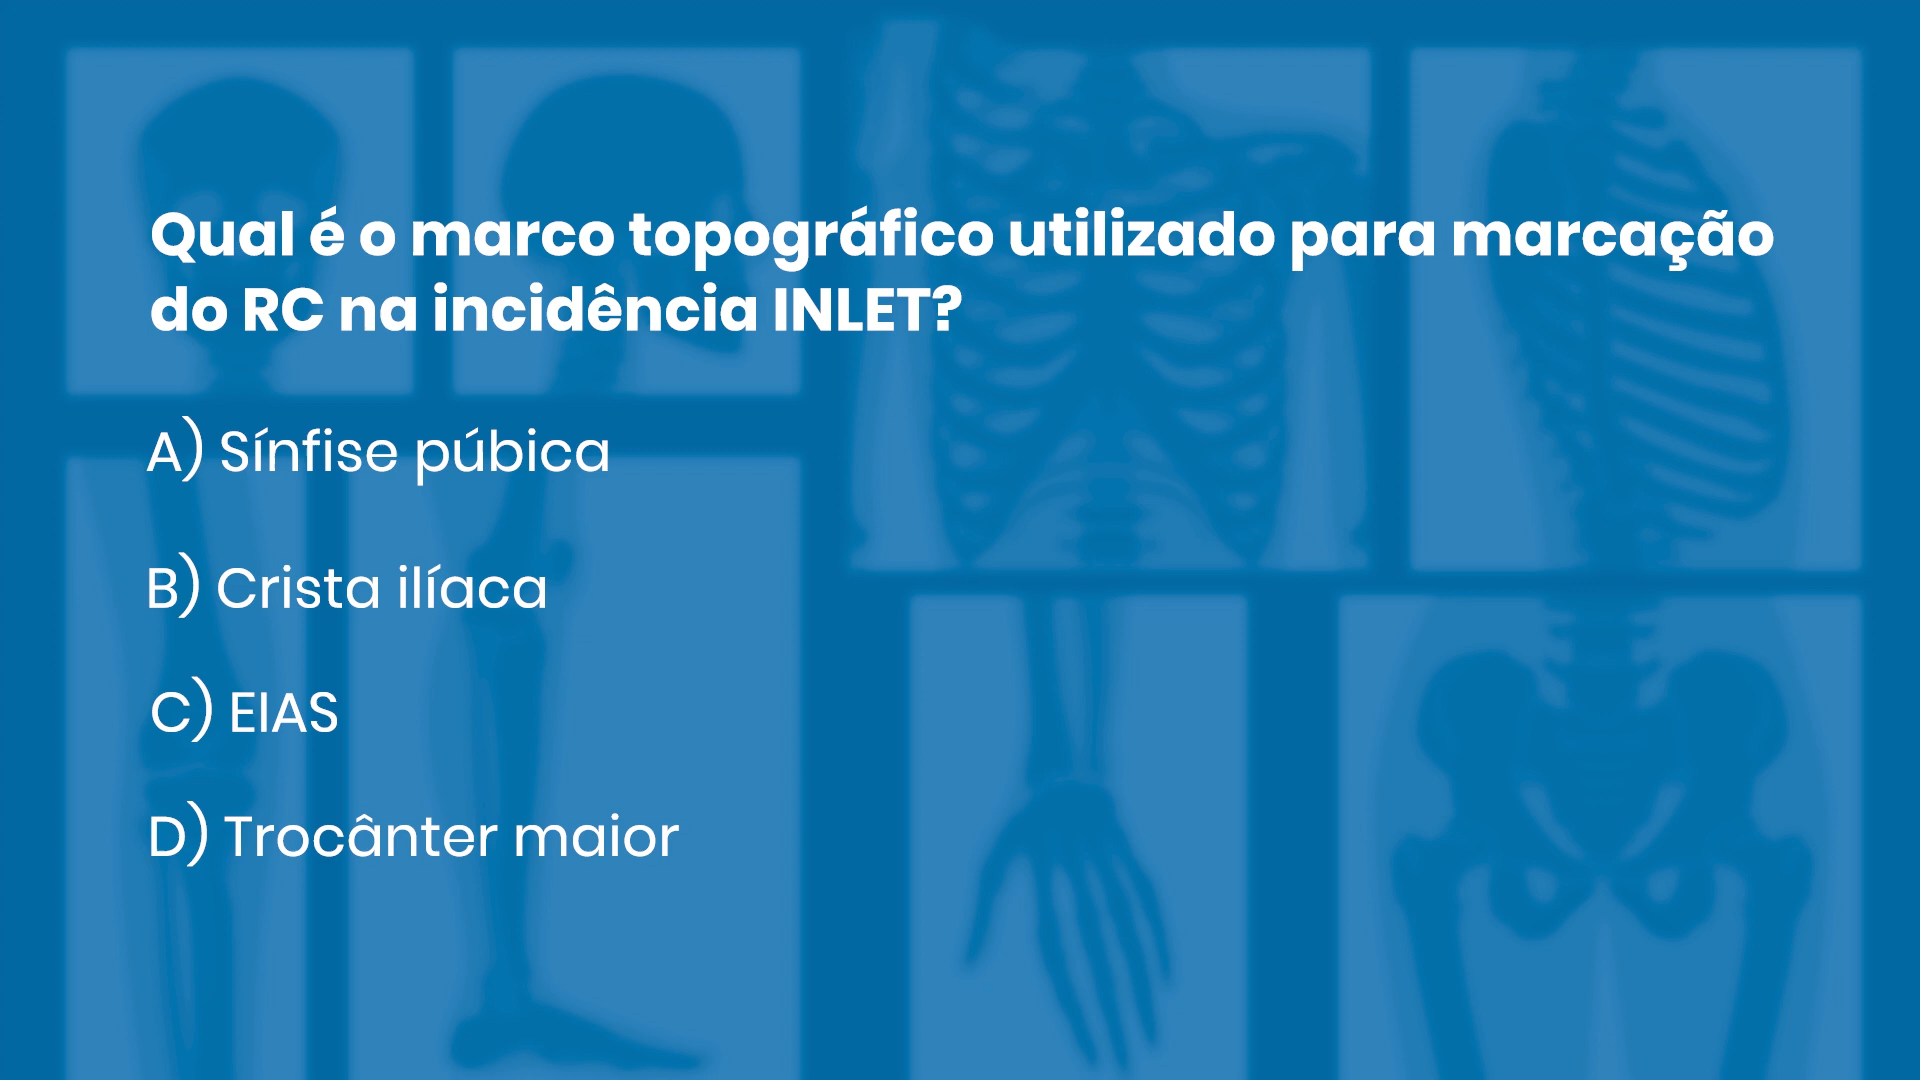 Qual é o marco topográfico utilizado para marcação
do RC na incidência INLET?
A) Sínfise púbica
B) Crista ilíaca
C) EIAS
D) Trocânter maior